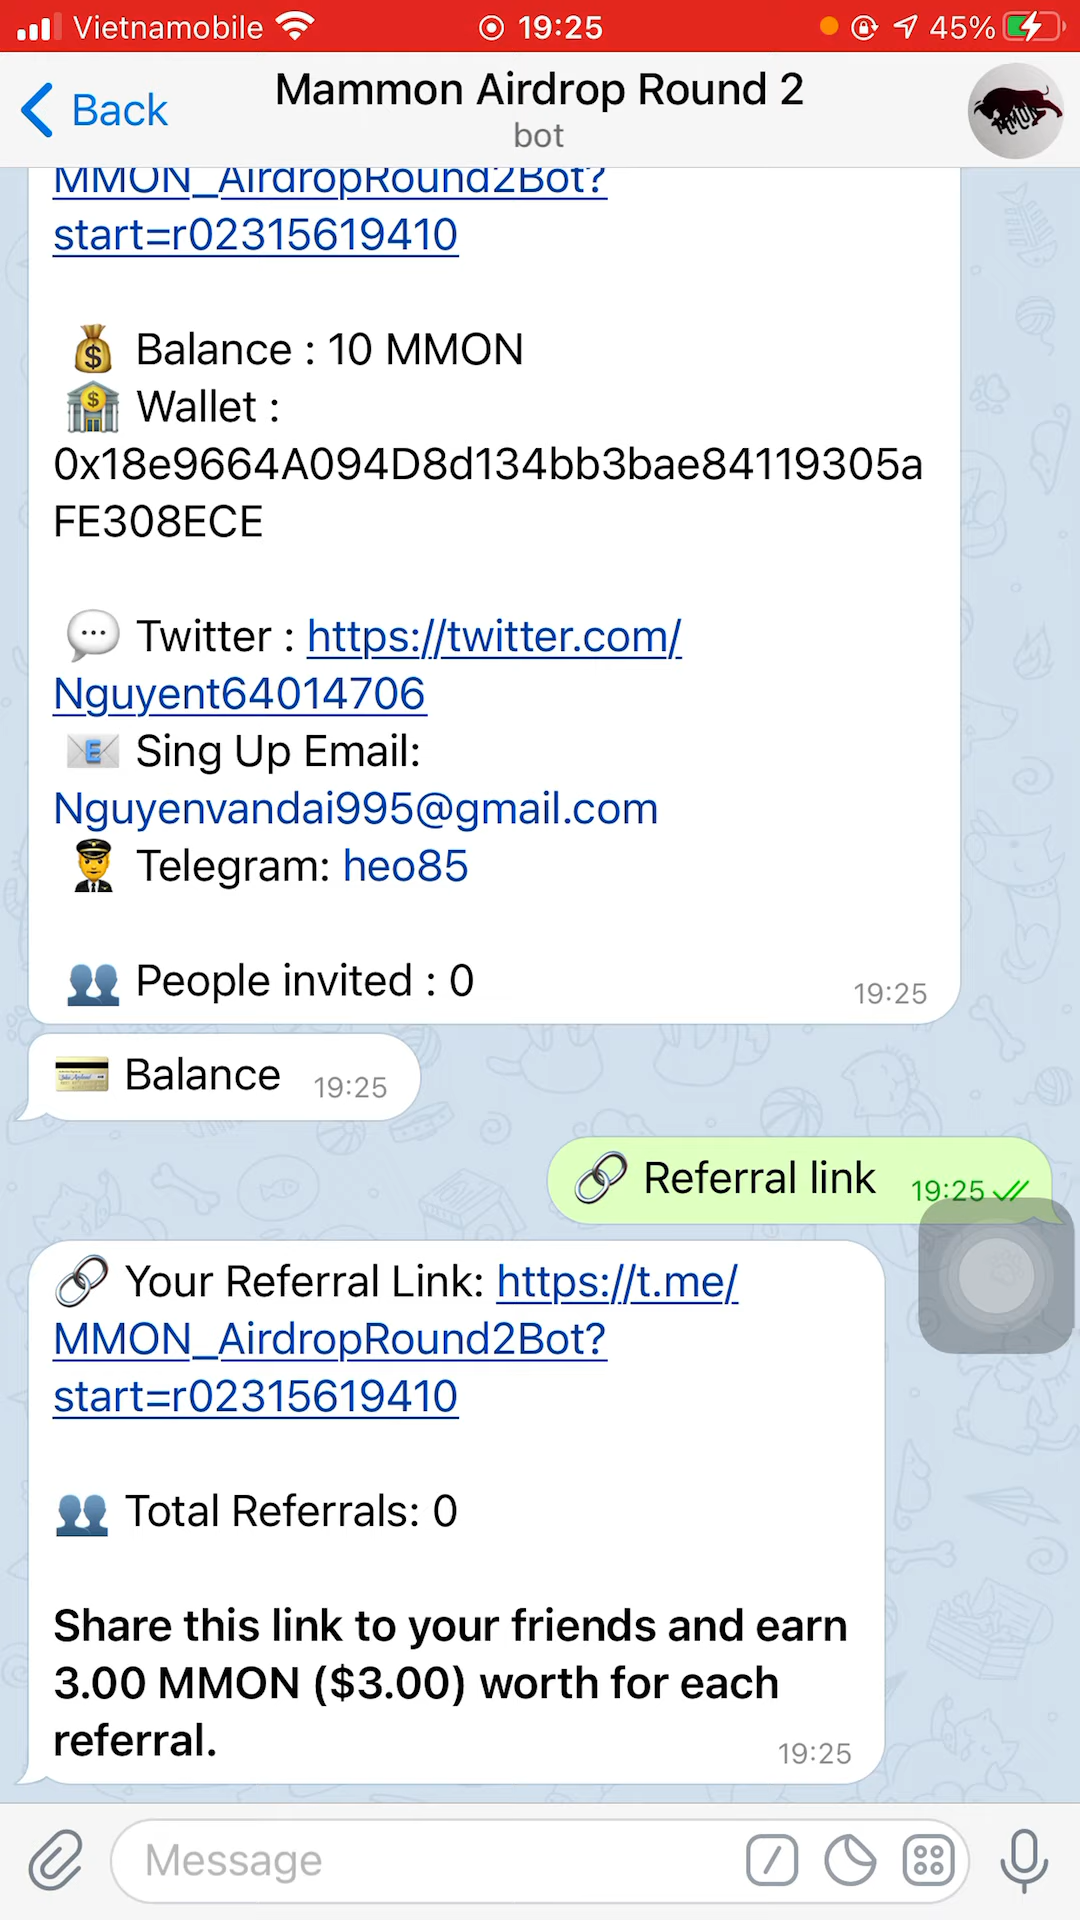 Vietnamobile 19:25 45%
Back Mammon Airdrop Round 2
bot
MMON
MMON_AirdropRound2Bot?
start=r02315619410
Balance : 10 MMON
Wallet :
0x18e9664A094D8d134bb3bae84119305a
FE308ECE
Twitter : https://twitter.com/
Nguyent64014706
Sing Up Email:
Nguyenvandai995@gmail.com
Telegram: heo85
People invited : 0 19:25
Balance 19:25
Referral link 19:25
Your Referral Link: https://t.me/
MMON_AirdropRound2Bot?
start=r02315619410
Total Referrals: 0
Share this link to your friends and earn
3.00 MMON ($3.00) worth for each
referral. 19:25
Message